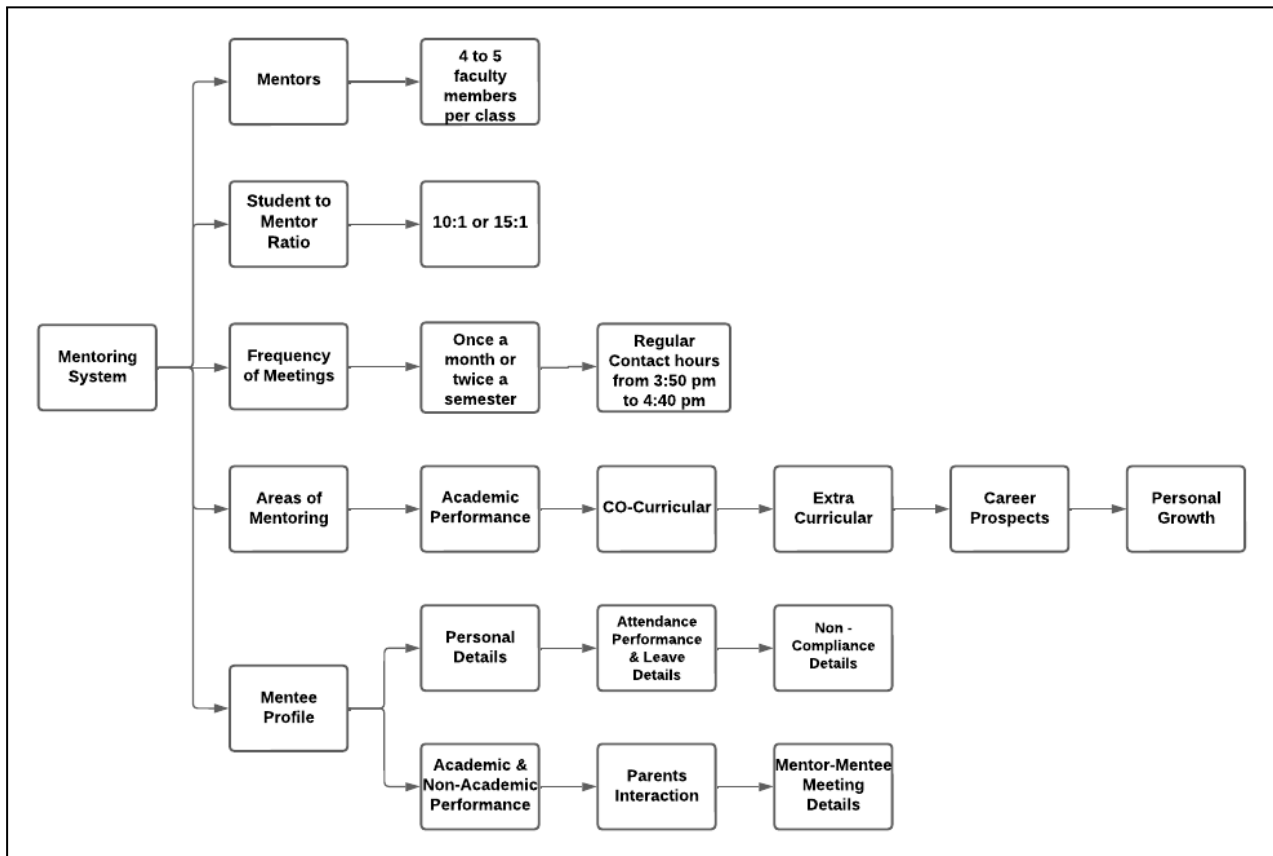 Mentors
4 to 5
faculty
members
per class
Student to
Mentor
Ratio
10:1 or 15:1
Mentoring
System
Frequency
of Meetings
Once a
month or
twice a
semester
Regular
Contact hours
from 3:50 pm
to 4:40 pm
Areas of
Mentoring
Academic
Performance
CO-Curricular
Extra
Curricular
Career
Prospects
Personal
Growth
Mentee
Profile
Personal
Details
Attendance
Performance
& Leave
Details
Non -
Compliance
Details
Academic &
Non-Academic
Performance
Parents
Interaction
Mentor-Mentee
Meeting
Details